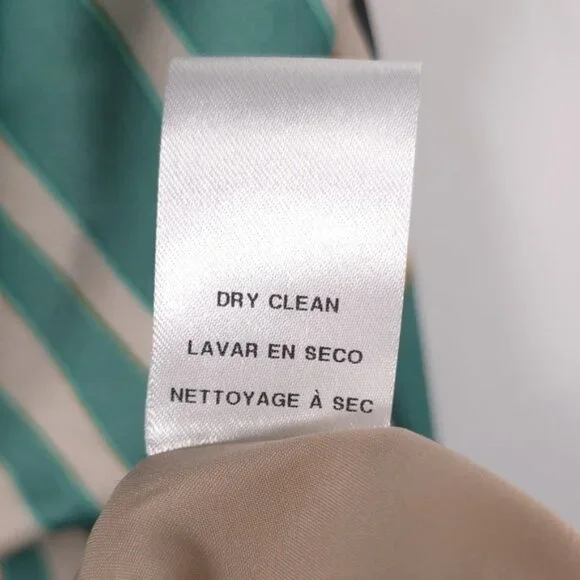 DRY CLEAN
LAVAR EN SECO
NETTOYAGE À SEC